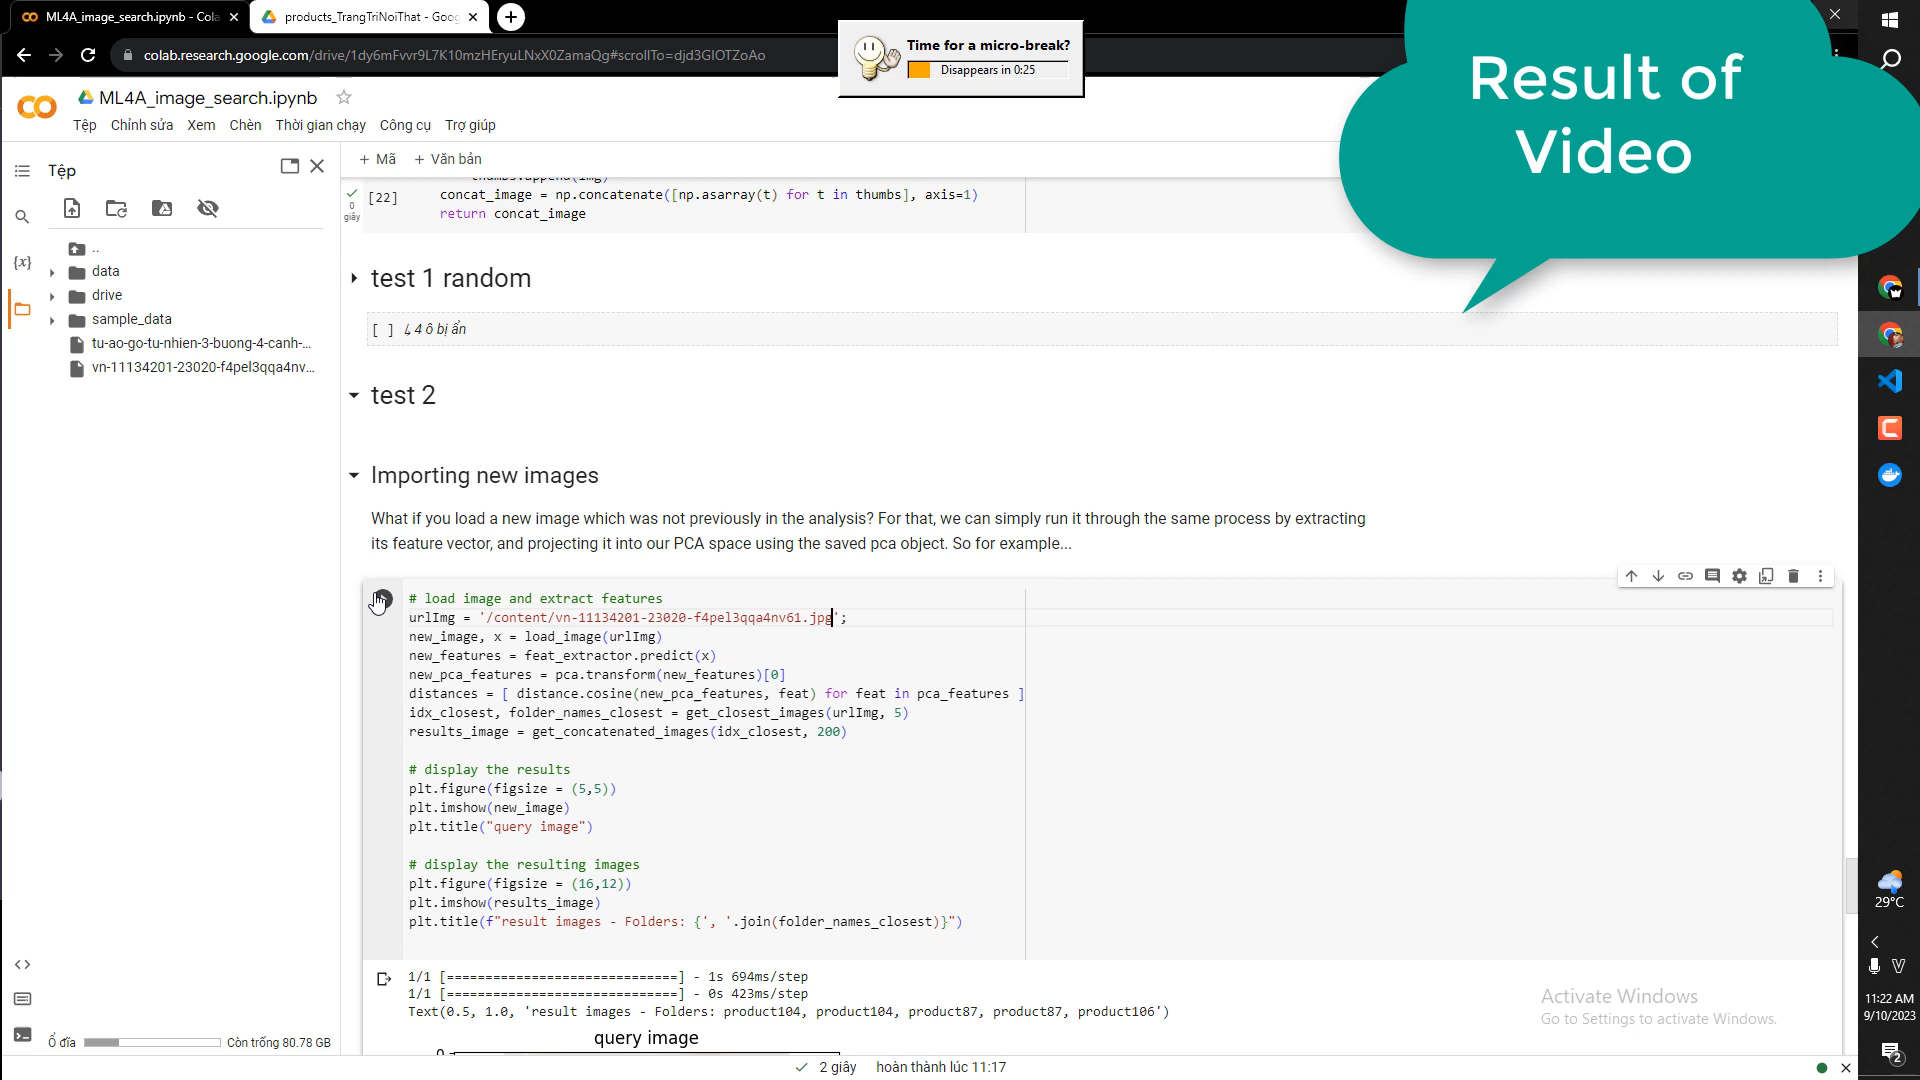 ML4A_image_search.ipynb - Cola
products_TrangTriNoiThat - Goog
Time for a micro-break?
Disappears in 0:25
Result of
Video
colab.research.google.com/drive/1dy6mFvvr9L7K10mzHEryuLNxX0ZamaQg#scrollTo=djd3GIOTZoAo
ML4A_image_search.ipynb
Tệp Chỉnh sửa Xem Chèn Thời gian chạy Công cụ Trợ giúp
Tệp
+ Mã + Văn bản
..
data
drive
sample_data
tu-ao-go-tu-nhien-3-buong-4-canh-...
vn-11134201-23020-f4pel3qqa4nv...
{x}
0
giây
[22]
thumbs.append(img)
concat_image = np.concatenate([np.asarray(t) for t in thumbs], axis=1)
return concat_image
test 1 random
[ ] ↳ 4 ô bị ẩn
test 2
Importing new images
What if you load a new image which was not previously in the analysis? For that, we can simply run it through the same process by extracting
its feature vector, and projecting it into our PCA space using the saved pca object. So for example...
# load image and extract features
urlImg = '/content/vn-11134201-23020-f4pel3qqa4nv61.jpg';
new_image, x = load_image(urlImg)
new_features = feat_extractor.predict(x)
new_pca_features = pca.transform(new_features)[0]
distances = [ distance.cosine(new_pca_features, feat) for feat in pca_features ]
idx_closest, folder_names_closest = get_closest_images(urlImg, 5)
results_image = get_concatenated_images(idx_closest, 200)
# display the results
plt.figure(figsize = (5,5))
plt.imshow(new_image)
plt.title("query image")
# display the resulting images
plt.figure(figsize = (16,12))
plt.imshow(results_image)
plt.title(f"result images - Folders: {', '.join(folder_names_closest)}")
1/1 [==============================] - 1s 694ms/step
1/1 [==============================] - 0s 423ms/step
Text(0.5, 1.0, 'result images - Folders: product104, product104, product87, product87, product106')
query image
0
Ổ đĩa Còn trống 80.78 GB
2 giây hoàn thành lúc 11:17
Activate Windows
Go to Settings to activate Windows.
29°C
11:22 AM
9/10/2023
2